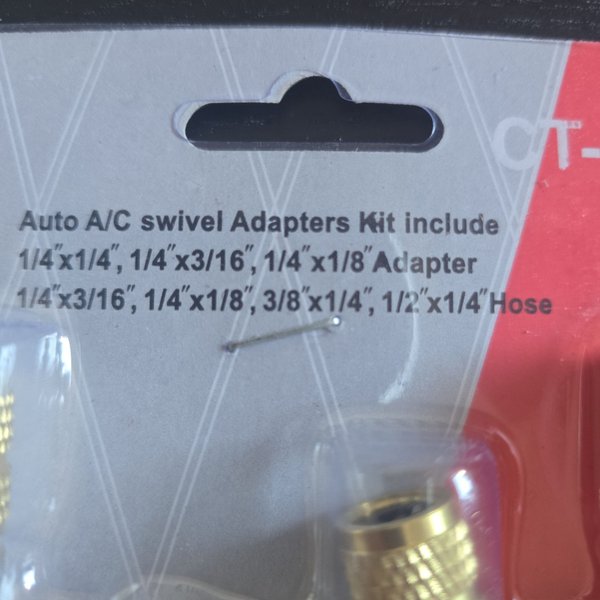 CT-
Auto A/C swivel Adapters Kit include
1/4"x1/4", 1/4"x3/16", 1/4"x1/8"Adapter
1/4"x3/16", 1/4"x1/8", 3/8"x1/4", 1/2"x1/4"Hose